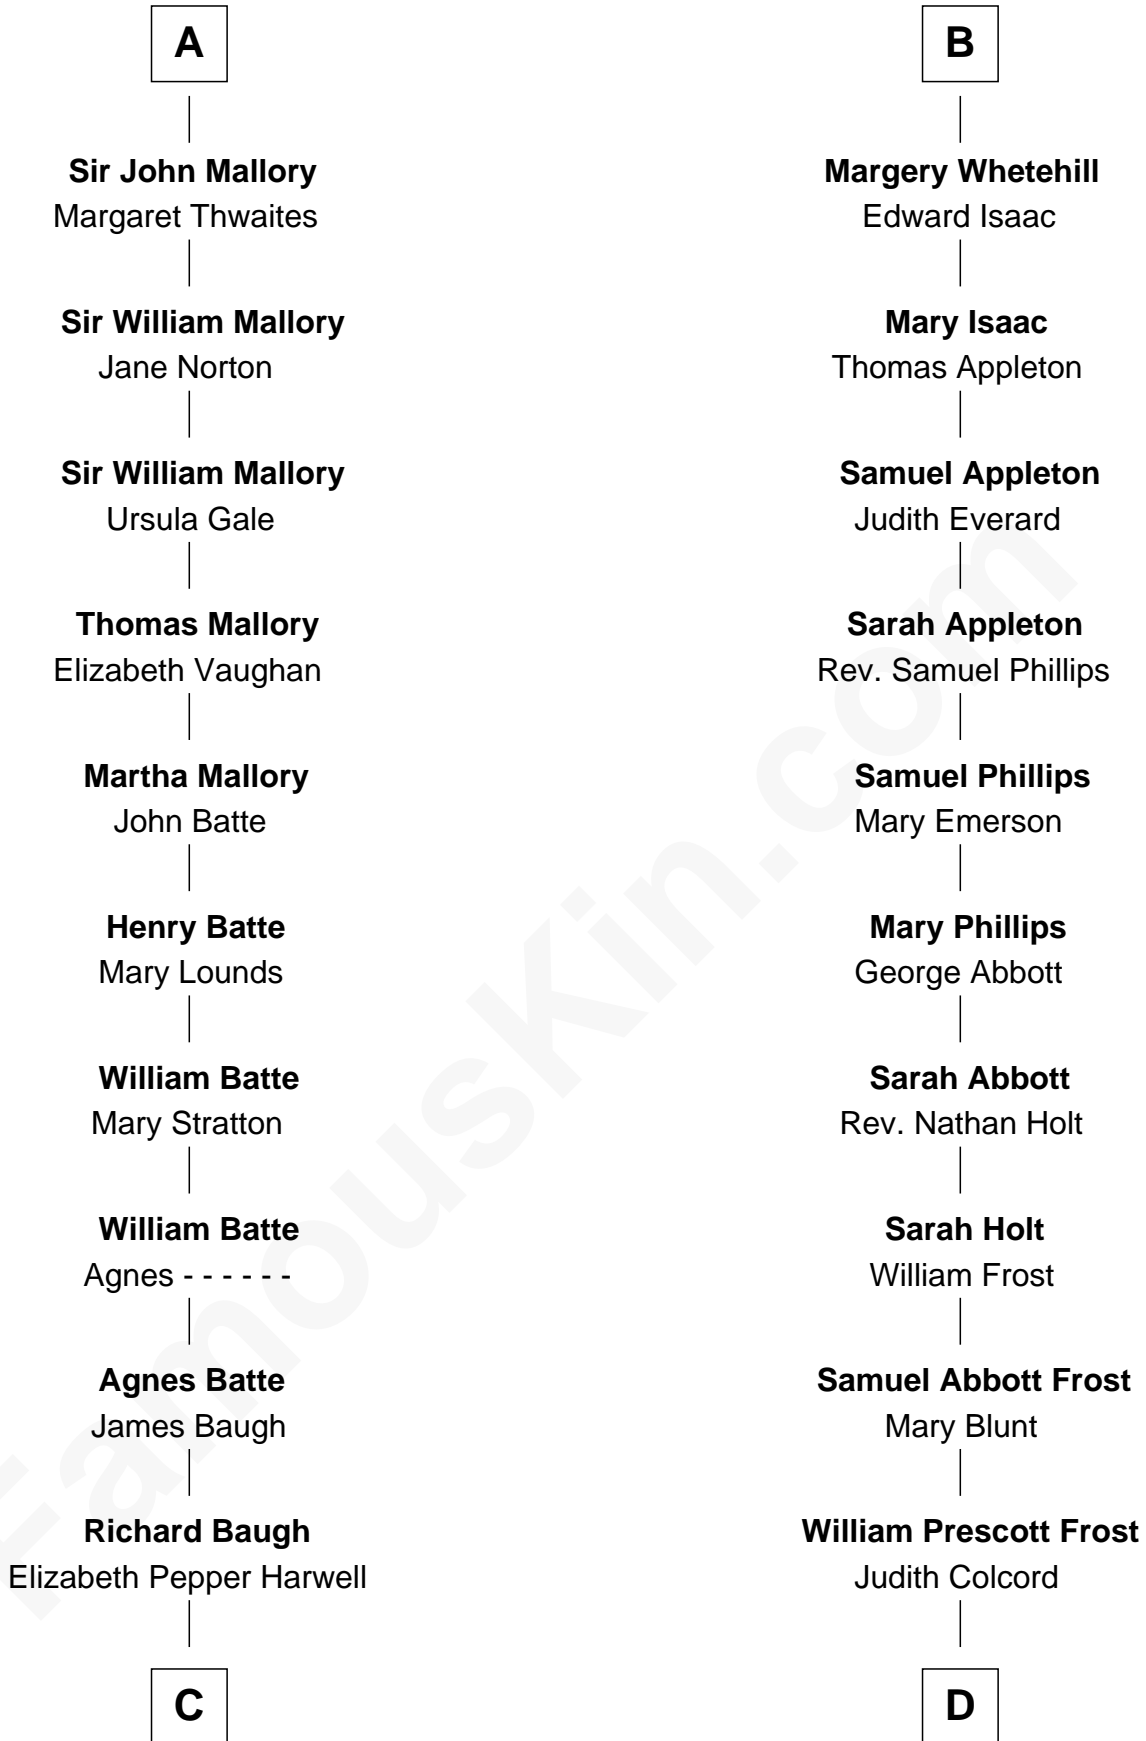 A
Sir John Mallory
Margaret Thwaites
Sir William Mallory
Jane Norton
Sir William Mallory
Ursula Gale
Thomas Mallory
Elizabeth Vaughan
Martha Mallory
John Batte
Henry Batte
Mary Lounds
William Batte
Mary Stratton
William Batte
Agnes - - - - - -
Agnes Batte
James Baugh
Richard Baugh
Elizabeth Pepper Harwell
C
B
Margery Whetehill
Edward Isaac
Mary Isaac
Thomas Appleton
Samuel Appleton
Judith Everard
Sarah Appleton
Rev. Samuel Phillips
Samuel Phillips
Mary Emerson
Mary Phillips
George Abbott
Sarah Abbott
Rev. Nathan Holt
Sarah Holt
William Frost
Samuel Abbott Frost
Mary Blunt
William Prescott Frost
Judith Colcord
D
FamousKin.com